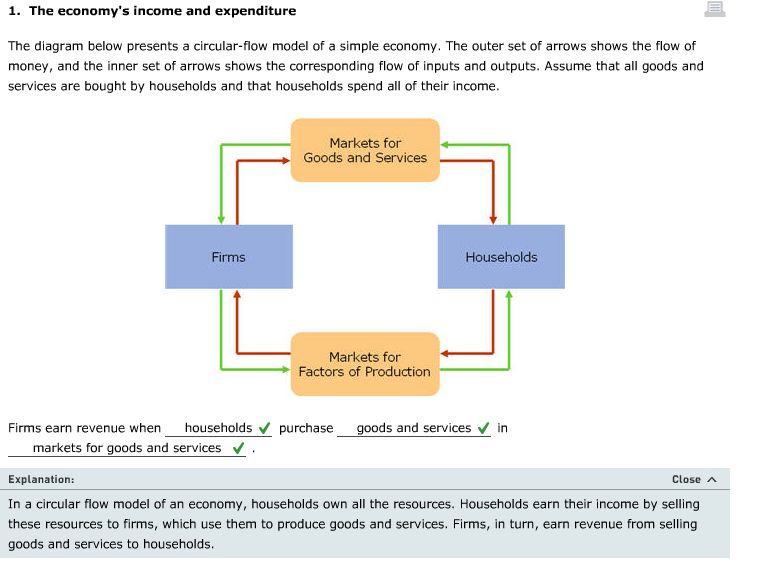 1. The economy's income and expenditure
The diagram below presents a circular-flow model of a simple economy. The outer set of arrows shows the flow of
money, and the inner set of arrows shows the corresponding flow of inputs and outputs. Assume that all goods and
services are bought by households and that households spend all of their income.
Markets for
Goods and Services
Firms
Households
Markets for
Factors of Production
Firms earn revenue when households ✔ purchase goods and services ✔ in
markets for goods and services ✔ .
Explanation: Close
In a circular flow model of an economy, households own all the resources. Households earn their income by selling
these resources to firms, which use them to produce goods and services. Firms, in turn, earn revenue from selling
goods and services to households.